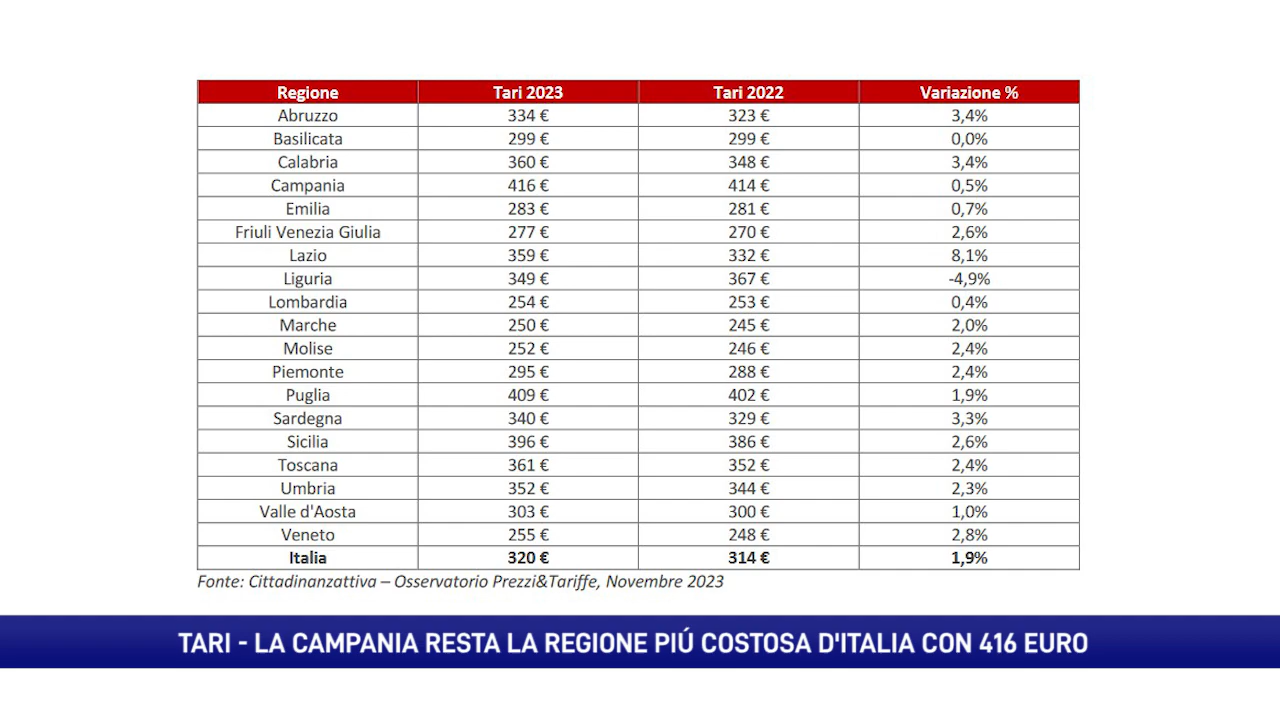 Regione Tari 2023 Tari 2022 Variazione %
Abruzzo 334 € 323 € 3,4%
Basilicata 299 € 299 € 0,0%
Calabria 360 € 348 € 3,4%
Campania 416 € 414 € 0,5%
Emilia 283 € 281 € 0,7%
Friuli Venezia Giulia 277 € 270 € 2,6%
Lazio 359 € 332 € 8,1%
Liguria 349 € 367 € -4,9%
Lombardia 254 € 253 € 0,4%
Marche 250 € 245 € 2,0%
Molise 252 € 246 € 2,4%
Piemonte 295 € 288 € 2,4%
Puglia 409 € 402 € 1,9%
Sardegna 340 € 329 € 3,3%
Sicilia 396 € 386 € 2,6%
Toscana 361 € 352 € 2,4%
Umbria 352 € 344 € 2,3%
Valle d'Aosta 303 € 300 € 1,0%
Veneto 255 € 248 € 2,8%
Italia 320 € 314 € 1,9%
Fonte: Cittadinanzattiva – Osservatorio Prezzi&Tariffe, Novembre 2023
TARI - LA CAMPANIA RESTA LA REGIONE PIÚ COSTOSA D'ITALIA CON 416 EURO